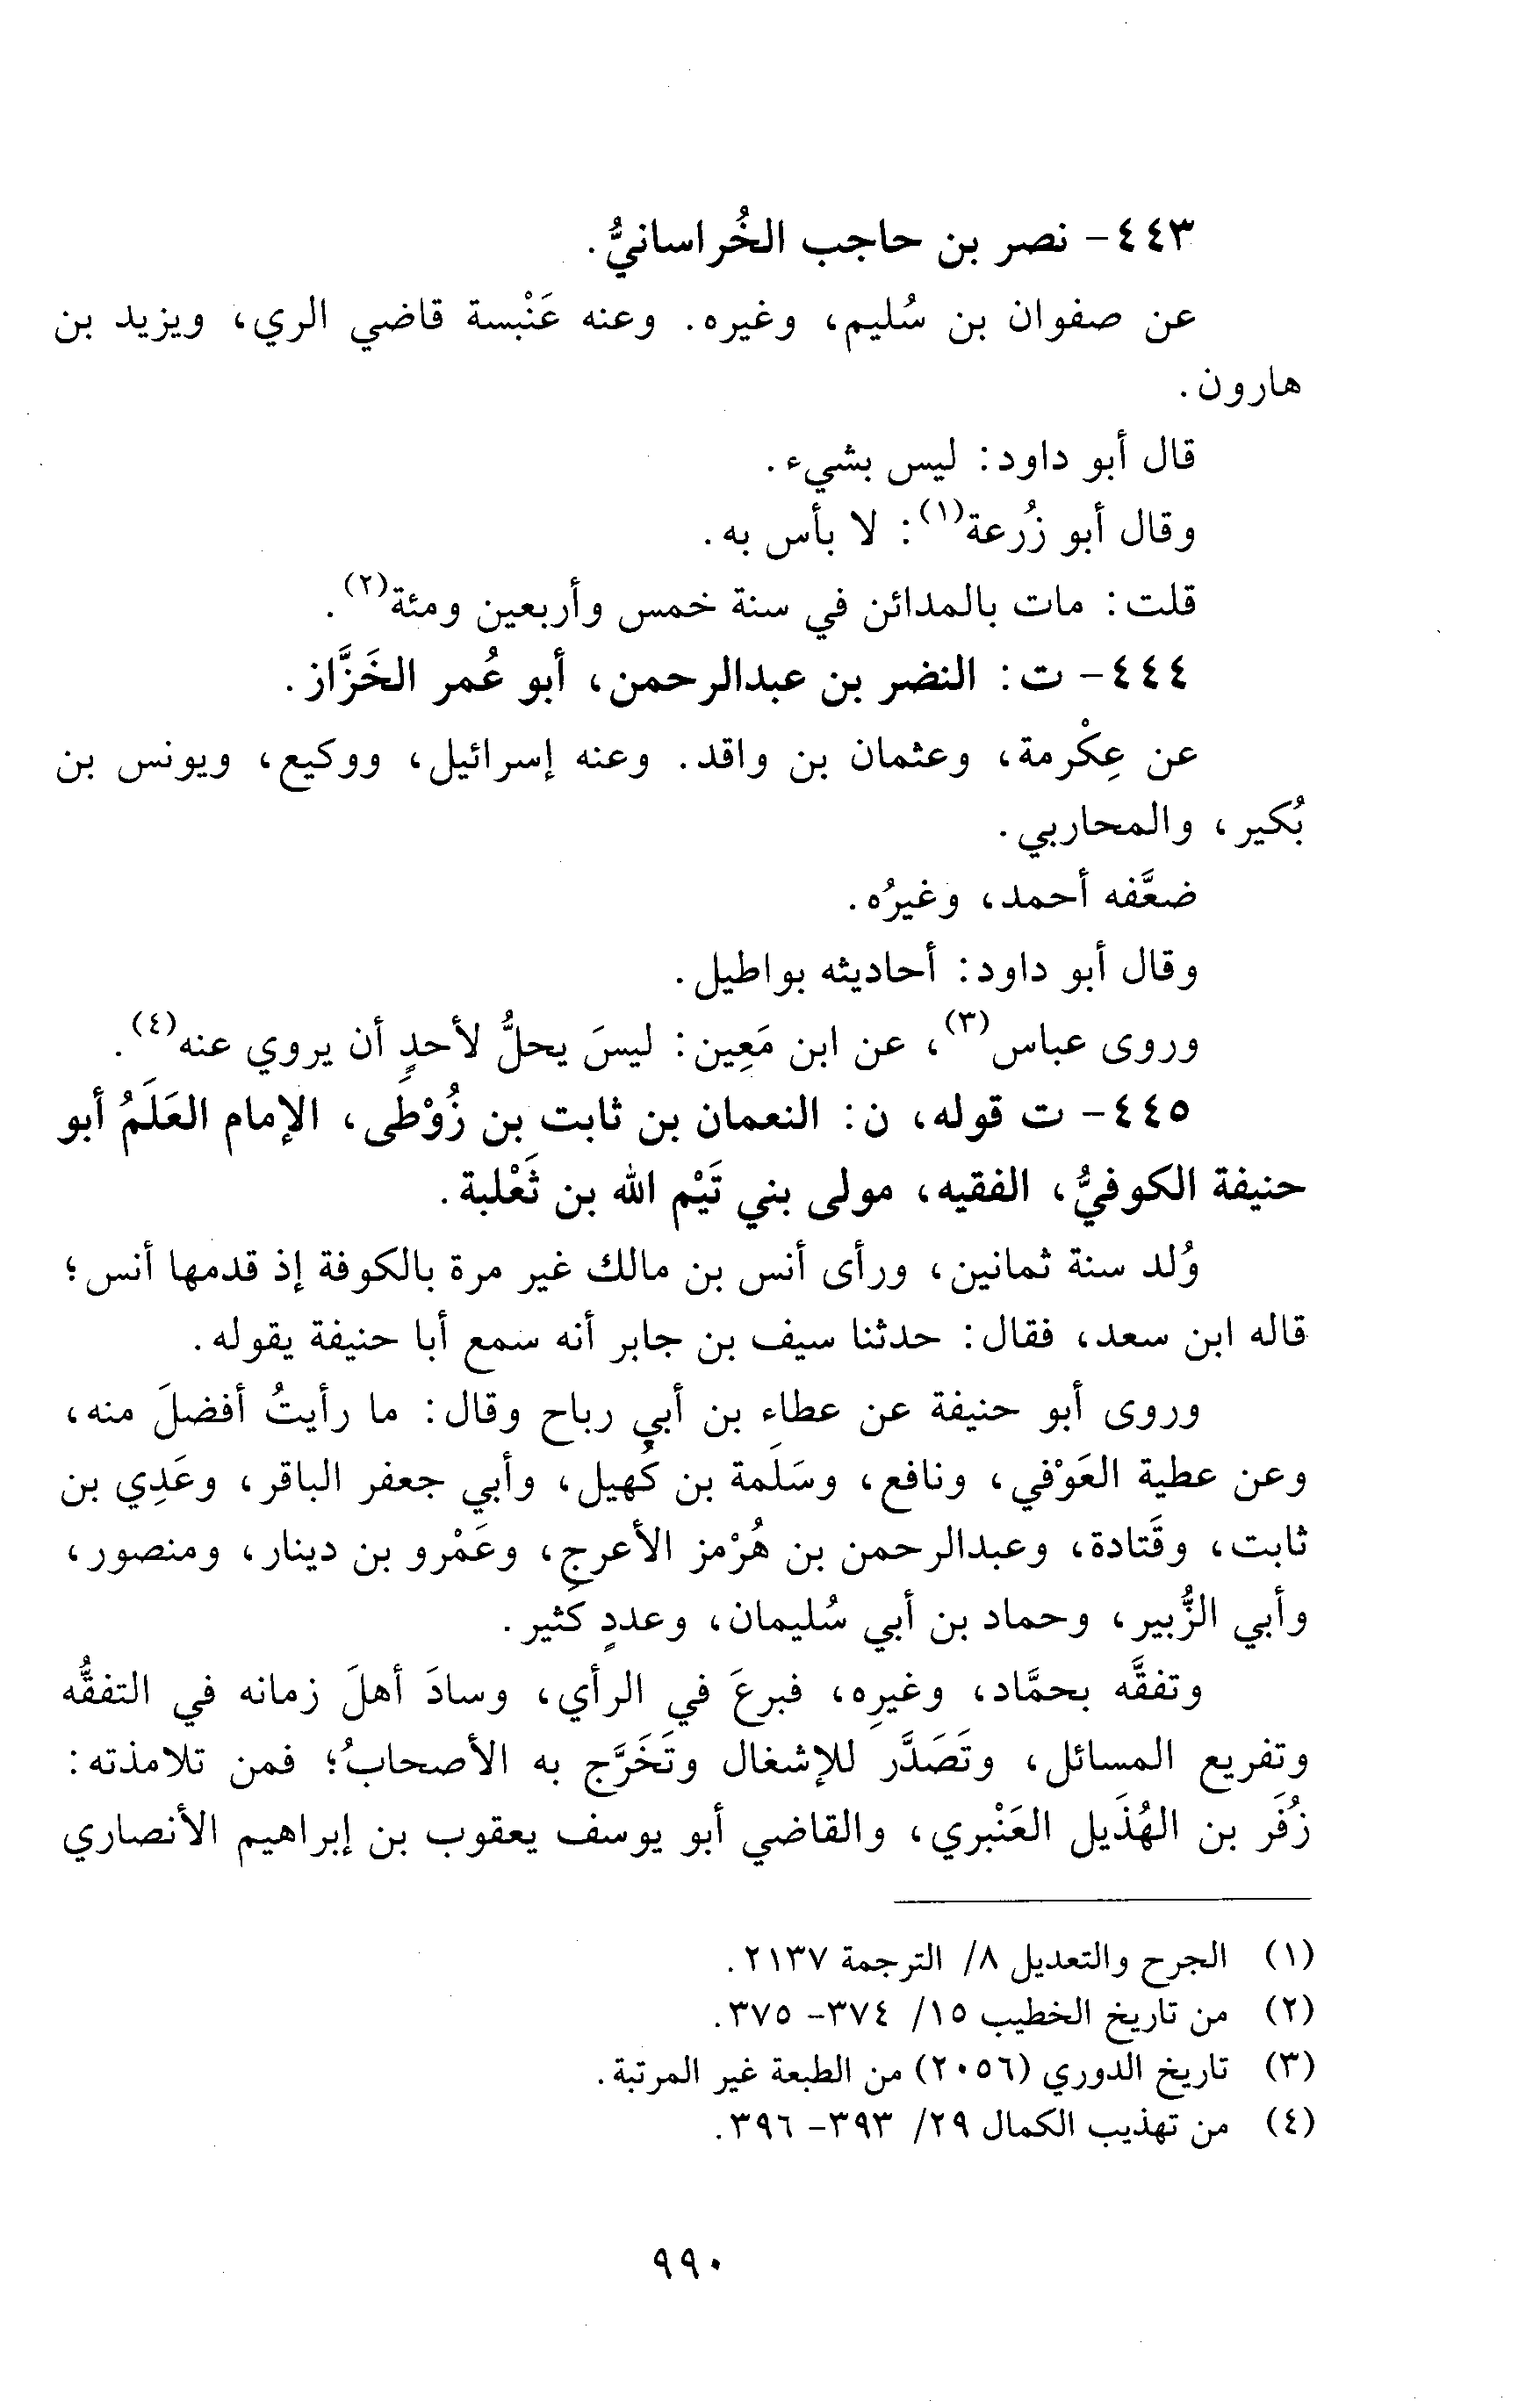 ٤٤٣- نصر بن حاجب الخُراسانيُّ.
عن صفوان بن سُليم، وغيره. وعنه عَنْبسة قاضي الري، ويزيد بن
هارون.
قال أبو داود: ليس بشيء.
وقال أبو زُرعة(١): لا بأس به.
قلت: مات بالمدائن في سنة خمس وأربعين ومئة(٢).
٤٤٤- ت: النضر بن عبدالرحمن، أبو عُمر الخَزَّاز.
عن عِكْرمة، وعثمان بن واقد. وعنه إسرائيل، ووكيع، ويونس بن
بُكير، والمحاربي.
ضعَّفه أحمد، وغيرُه.
وقال أبو داود: أحاديثه بواطيل.
وروى عباس(٣)، عن ابن مَعِين: ليسَ يحلُّ لأحدٍ أن يروي عنه(٤).
٤٤٥- ت قوله، ن: النعمان بن ثابت بن زُوْطَى، الإمام العَلَمُ أبو
حنيفة الكوفيُّ، الفقيه، مولى بني تَيْم الله بن ثَعْلبة.
وُلد سنة ثمانين، ورأى أنس بن مالك غير مرة بالكوفة إذ قدمها أنس؛
قاله ابن سعد، فقال: حدثنا سيف بن جابر أنه سمع أبا حنيفة يقوله.
وروى أبو حنيفة عن عطاء بن أبي رباح وقال: ما رأيتُ أفضلَ منه،
وعن عطية العَوْفي، ونافع، وسَلَمة بن كُهيل، وأبي جعفر الباقر، وعَدِي بن
ثابت، وقَتادة، وعبدالرحمن بن هُرْمز الأعرج، وعَمْرو بن دينار، ومنصور،
وأبي الزُّبير، وحماد بن أبي سُليمان، وعددٍ كَثير.
وتفقَّه بحمَّاد، وغيرِه، فبرعَ في الرأي، وسادَ أهلَ زمانه في التفقُّه
وتفريع المسائل، وتَصَدَّر للإشغال وتَخَرَّج به الأصحابُ؛ فمن تلامذته:
زُفَر بن الهُذَيل العَنْبري، والقاضي أبو يوسف يعقوب بن إبراهيم الأنصاري
(١) الجرح والتعديل ٨/ الترجمة ٢١٣٧.
(٢) من تاريخ الخطيب ١٥/ ٣٧٤- ٣٧٥.
(٣) تاريخ الدوري (٢٠٥٦) من الطبعة غير المرتبة.
(٤) من تهذيب الكمال ٢٩/ ٣٩٣- ٣٩٦.
٩٩٠